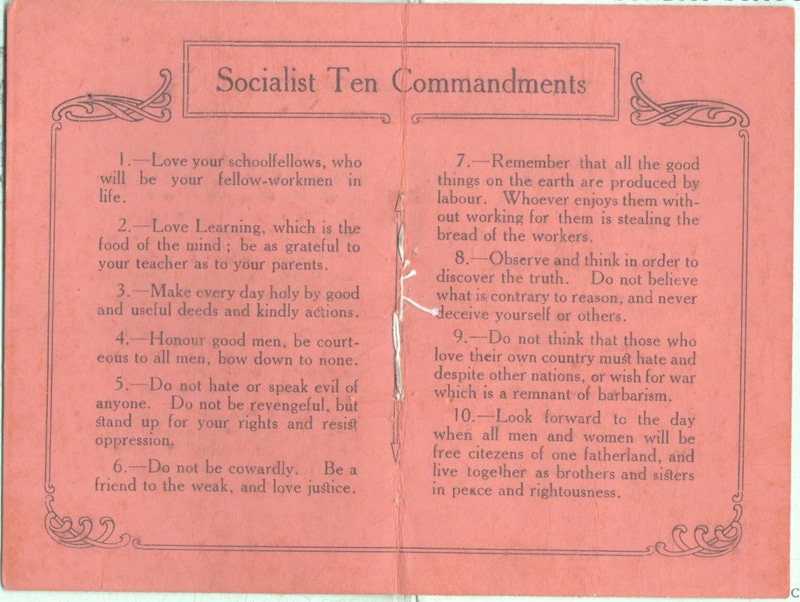 Socialist Ten Commandments
1.—Love your schoolfellows, who
will be your fellow-workmen in
life.
2.—Love Learning, which is the
food of the mind ; be as grateful to
your teacher as to your parents.
3.—Make every day holy by good
and useful deeds and kindly actions.
4.—Honour good men, be court-
eous to all men, bow down to none.
5.—Do not hate or speak evil of
anyone. Do not be revengeful, but
stand up for your rights and resist
oppression.
6.—Do not be cowardly. Be a
friend to the weak, and love justice.
7.—Remember that all the good
things on the earth are produced by
labour. Whoever enjoys them with-
out working for them is stealing the
bread of the workers.
8.—Observe and think in order to
discover the truth. Do not believe
what is contrary to reason, and never
deceive yourself or others.
9.—Do not think that those who
love their own country must hate and
despite other nations, or wish for war
which is a remnant of barbarism.
10.—Look forward to the day
when all men and women will be
free citezens of one fatherland, and
live together as brothers and sisters
in peace and rightousness.